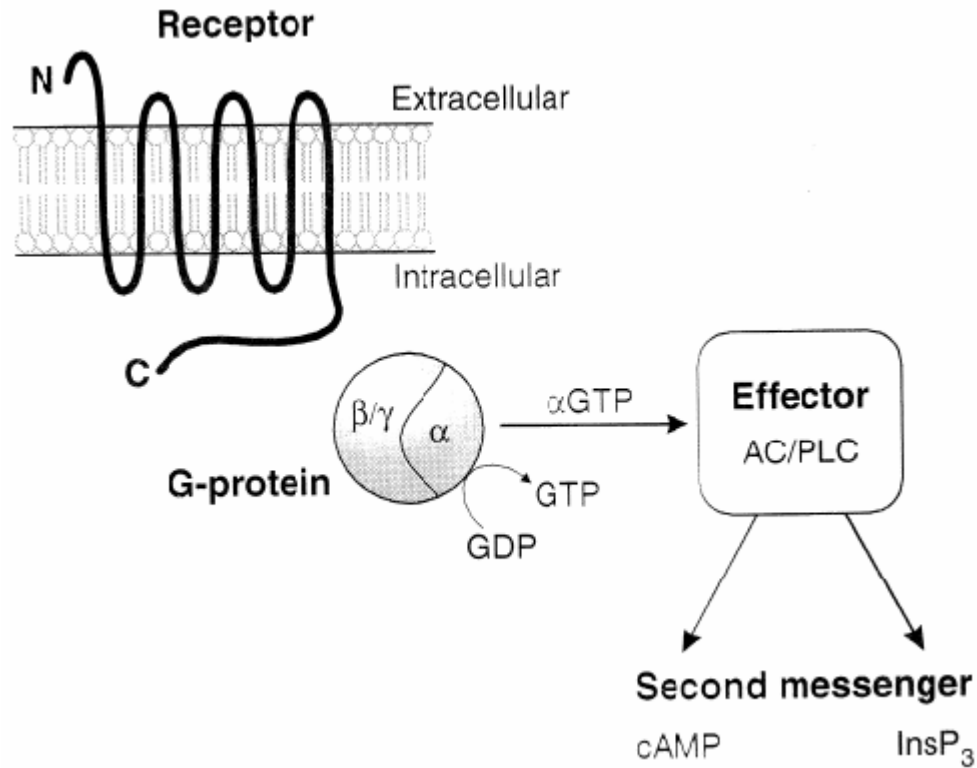 Receptor
N
Extracellular
Intracellular
C
β/γ
α
αGTP
Effector
AC/PLC
G-protein
GTP
GDP
Second messenger
cAMP
InsP₃